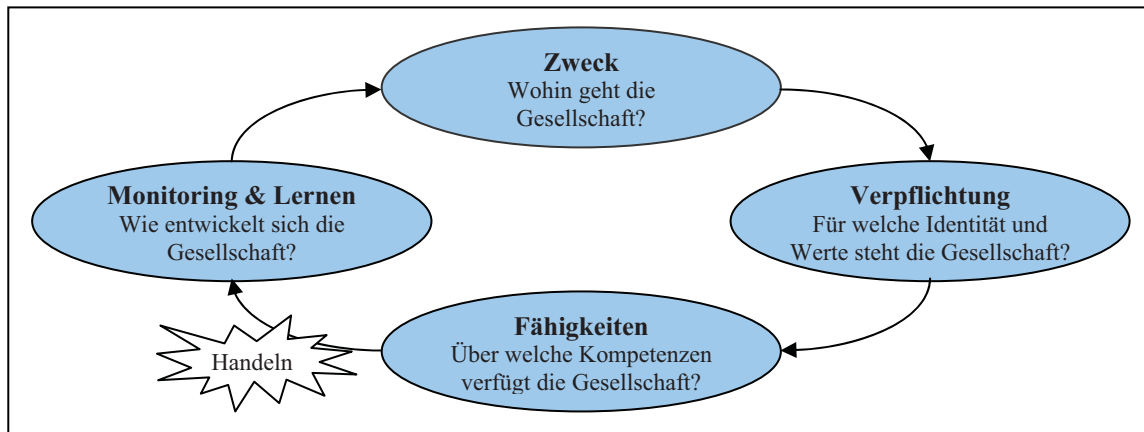 Zweck
Wohin geht die
Gesellschaft?
Verpflichtung
Für welche Identität und
Werte steht die Gesellschaft?
Fähigkeiten
Über welche Kompetenzen
verfügt die Gesellschaft?
Handeln
Monitoring & Lernen
Wie entwickelt sich die
Gesellschaft?